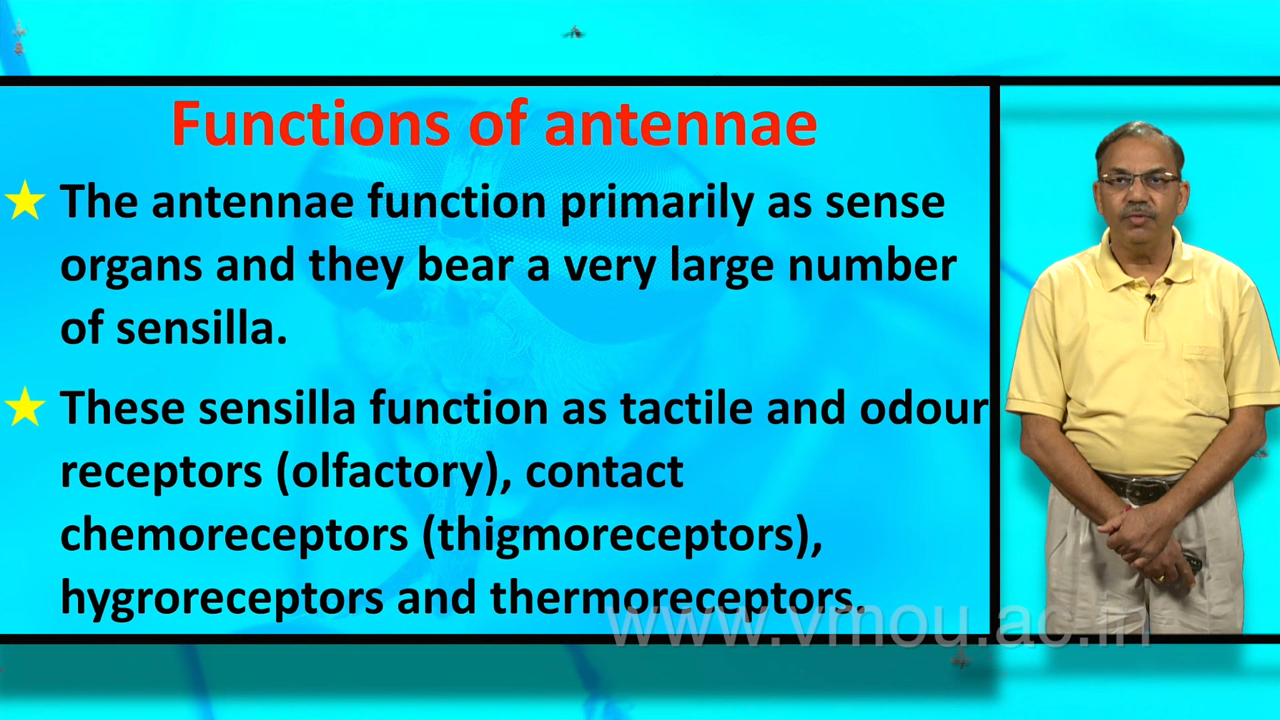 Functions of antennae
The antennae function primarily as sense
organs and they bear a very large number
of sensilla.
These sensilla function as tactile and odour
receptors (olfactory), contact
chemoreceptors (thigmoreceptors),
hygroreceptors and thermoreceptors.
www.vmou.ac.in